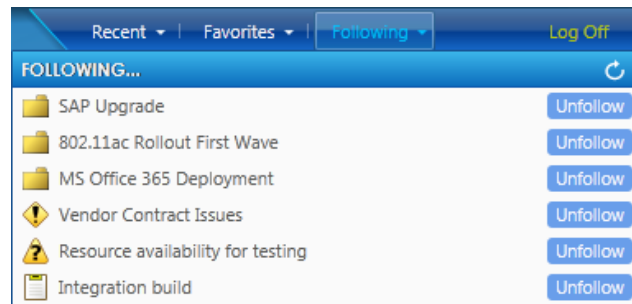 Recent Favorites Following Log Off
FOLLOWING...
SAP Upgrade Unfollow
802.11ac Rollout First Wave Unfollow
MS Office 365 Deployment Unfollow
Vendor Contract Issues Unfollow
Resource availability for testing Unfollow
Integration build Unfollow